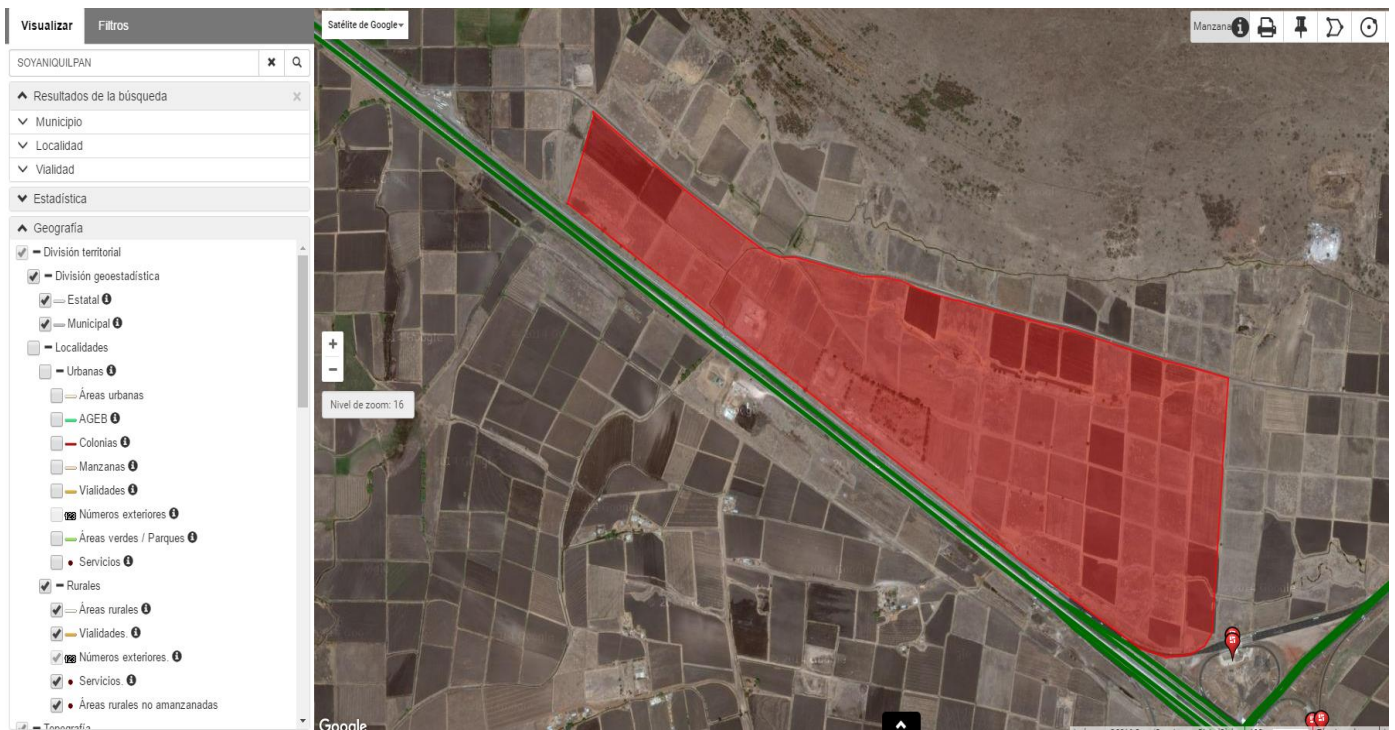 Visualizar
Filtros
SOYANIQUILPAN
Resultados de la búsqueda
Municipio
Localidad
Vialidad
Estadística
Geografía
División territorial
División geoestadística
Estatal
Municipal
Localidades
Urbanas
Áreas urbanas
AGEB
Colonias
Manzanas
Vialidades
Números exteriores
Áreas verdes / Parques
Servicios
Rurales
Áreas rurales
Vialidades.
Números exteriores.
Servicios.
Áreas rurales no amanzanadas
Topografía
Satélite de Google
Manzana
Nivel de zoom: 16
Google